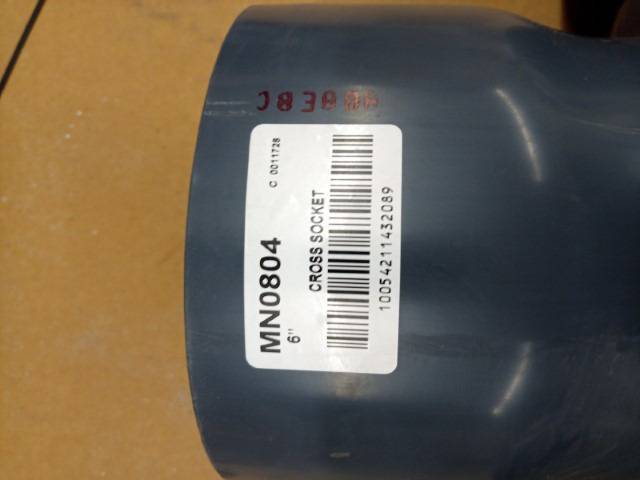 C 0011728
MN0804
6"
CROSS SOCKET
10054211432089